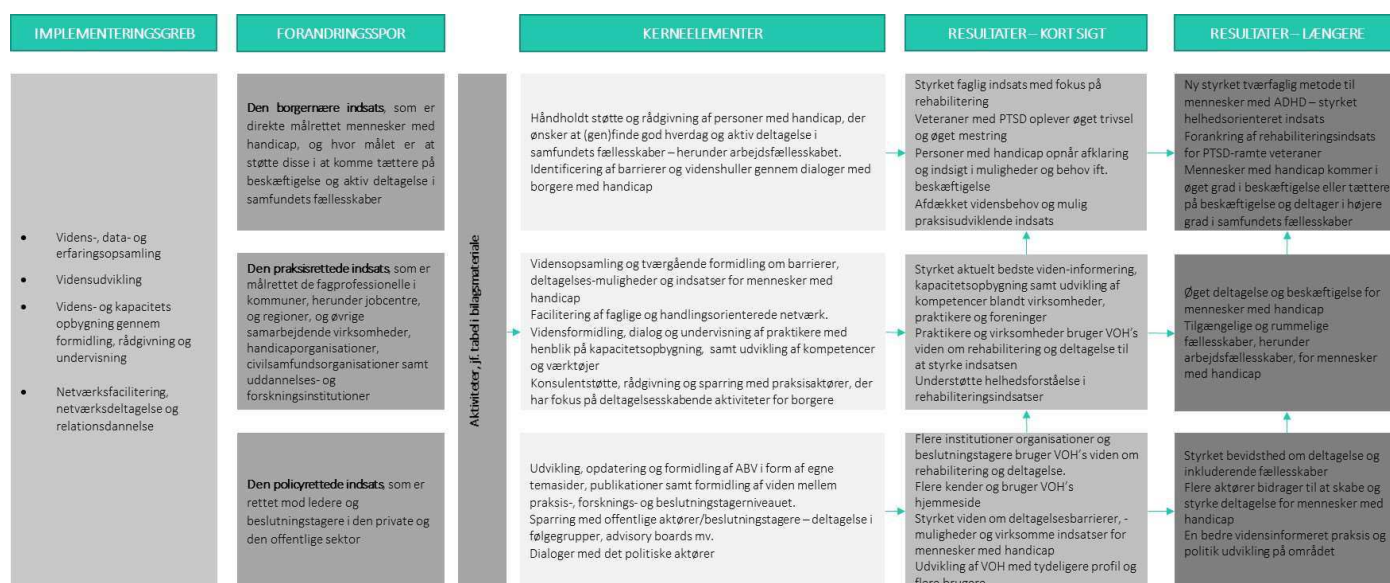 IMPLEMENTERINGSGREB
FORANDRINGSSPOR
KERNEELEMENTER
RESULTATER – KORT SIGT
RESULTATER – LÆNGERE
• Videns-, data- og
erfaringsopsamling
• Vidensudvikling
• Videns- og kapacitets
opbygning gennem
formidling, rådgivning og
undervisning
• Netværksfacilitering,
netværksdeltagelse og
relationsdannelse
Den borgernære indsats, som er
direkte målrettet mennesker med
handicap, og hvor målet er at
støtte disse i at komme tættere på
beskæftigelse og aktiv deltagelse i
samfundets fællesskaber
Den praksisrettede indsats, som er
målrettet de fagprofessionelle i
kommuner, herunder jobcentre,
og regioner, og øvrige
samarbejdende virksomheder,
handicaporganisationer,
civilsamfundsorganisationer samt
uddannelses- og
forskningsinstitutioner
Den policyrettede indsats, som er
rettet mod ledere og
beslutningstagere i den private og
den offentlige sektor
Aktiviteter, jf. tabel i bilagsmateriale
Håndholdt støtte og rådgivning af personer med handicap, der
ønsker at (gen)finde god hverdag og aktiv deltagelse i
samfundets fællesskaber – herunder arbejdsfællesskabet.
Identificering af barrierer og videnshuller gennem dialoger med
borgere med handicap
Vidensopsamling og tværgående formidling om barrierer,
deltagelses-muligheder og indsatser for mennesker med
handicap
Facilitering af faglige og handlingsorienterede netværk.
Vidensformidling, dialog og undervisning af praktikere med
henblik på kapacitetsopbygning, samt udvikling af kompetencer
og værktøjer
Konsulentstøtte, rådgivning og sparring med praksisaktører, der
har fokus på deltagelsesskabende aktiviteter for borgere
Udvikling, opdatering og formidling af ABV i form af egne
temasider, publikationer samt formidling af viden mellem
praksis-, forsknings- og beslutningstagerniveauet.
Sparring med offentlige aktører/beslutningstagere – deltagelse i
følgegrupper, advisory boards mv.
Dialoger med det politiske aktører
Styrket faglig indsats med fokus på
rehabilitering
Veteraner med PTSD oplever øget trivsel
og øget mestring
Personer med handicap opnår afklaring
og indsigt i muligheder og behov ift.
beskæftigelse
Afdækket vidensbehov og mulig
praksisudviklende indsats
Styrket aktuelt bedste viden-informering,
kapacitetsopbygning samt udvikling af
kompetencer blandt virksomheder,
praktikere og foreninger
Praktikere og virksomheder bruger VOH's
viden om rehabilitering og deltagelse til
at styrke indsatsen
Understøtte helhedsforståelse i
rehabiliteringsindsatser
Flere institutioner organisationer og
beslutningstagere bruger VOH's viden om
rehabilitering og deltagelse.
Flere kender og bruger VOH's
hjemmeside
Styrket viden om deltagelsesbarrierer, -
muligheder og virksomme indsatser for
mennesker med handicap
Udvikling af VOH med tydeligere profil og
flere brugere
Ny styrket tværfaglig metode til
mennesker med ADHD – styrket
helhedsorienteret indsats
Forankring af rehabiliteringsindsats
for PTSD-ramte veteraner
Mennesker med handicap kommer i
øget grad i beskæftigelse eller tættere
på beskæftigelse og deltager i højere
grad i samfundets fællesskaber
Øget deltagelse og beskæftigelse for
mennesker med handicap
Tilgængelige og rummelige
fællesskaber, herunder
arbejdsfællesskaber, for mennesker
med handicap
Styrket bevidsthed om deltagelse og
inkluderende fællesskaber
Flere aktører bidrager til at skabe og
styrke deltagelse for mennesker med
handicap
En bedre vidensinformeret praksis og
politik udvikling på området